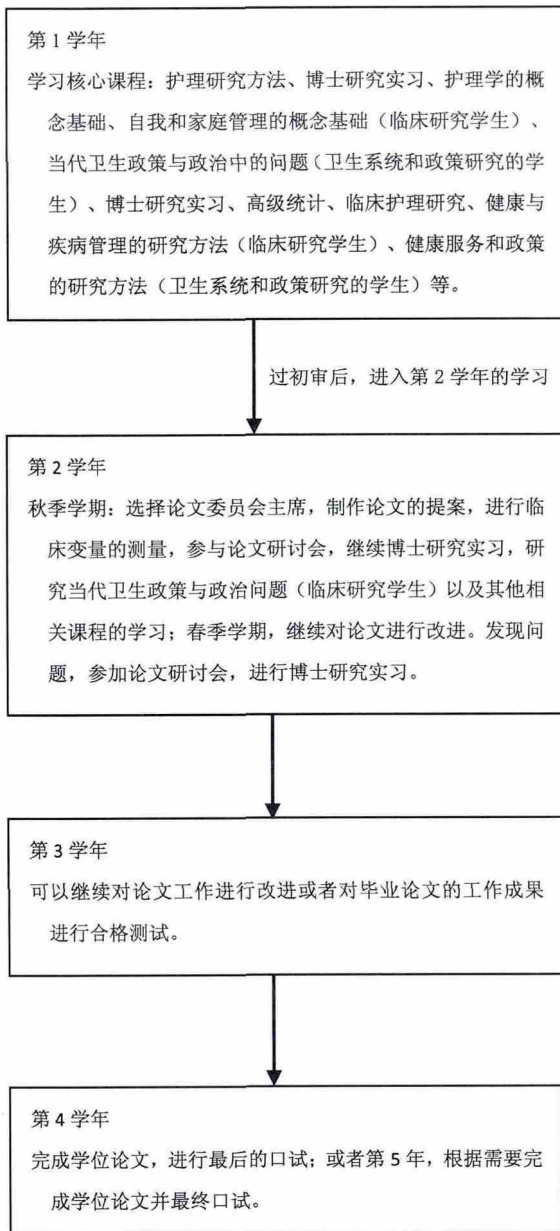 第 1 学年
学习核心课程：护理研究方法、博士研究实习、护理学的概
念基础、自我和家庭管理的概念基础（临床研究学生）、
当代卫生政策与政治中的问题（卫生系统和政策研究的学
生）、博士研究实习、高级统计、临床护理研究、健康与
疾病管理的研究方法（临床研究学生）、健康服务和政策
的研究方法（卫生系统和政策研究的学生）等。
过初审后，进入第 2 学年的学习
第 2 学年
秋季学期：选择论文委员会主席，制作论文的提案，进行临
床变量的测量，参与论文研讨会，继续博士研究实习，研
究当代卫生政策与政治问题（临床研究学生）以及其他相
关课程的学习；春季学期，继续对论文进行改进。发现问
题，参加论文研讨会，进行博士研究实习。
第 3 学年
可以继续对论文工作进行改进或者对毕业论文的工作成果
进行合格测试。
第 4 学年
完成学位论文，进行最后的口试；或者第 5 年，根据需要完
成学位论文并最终口试。